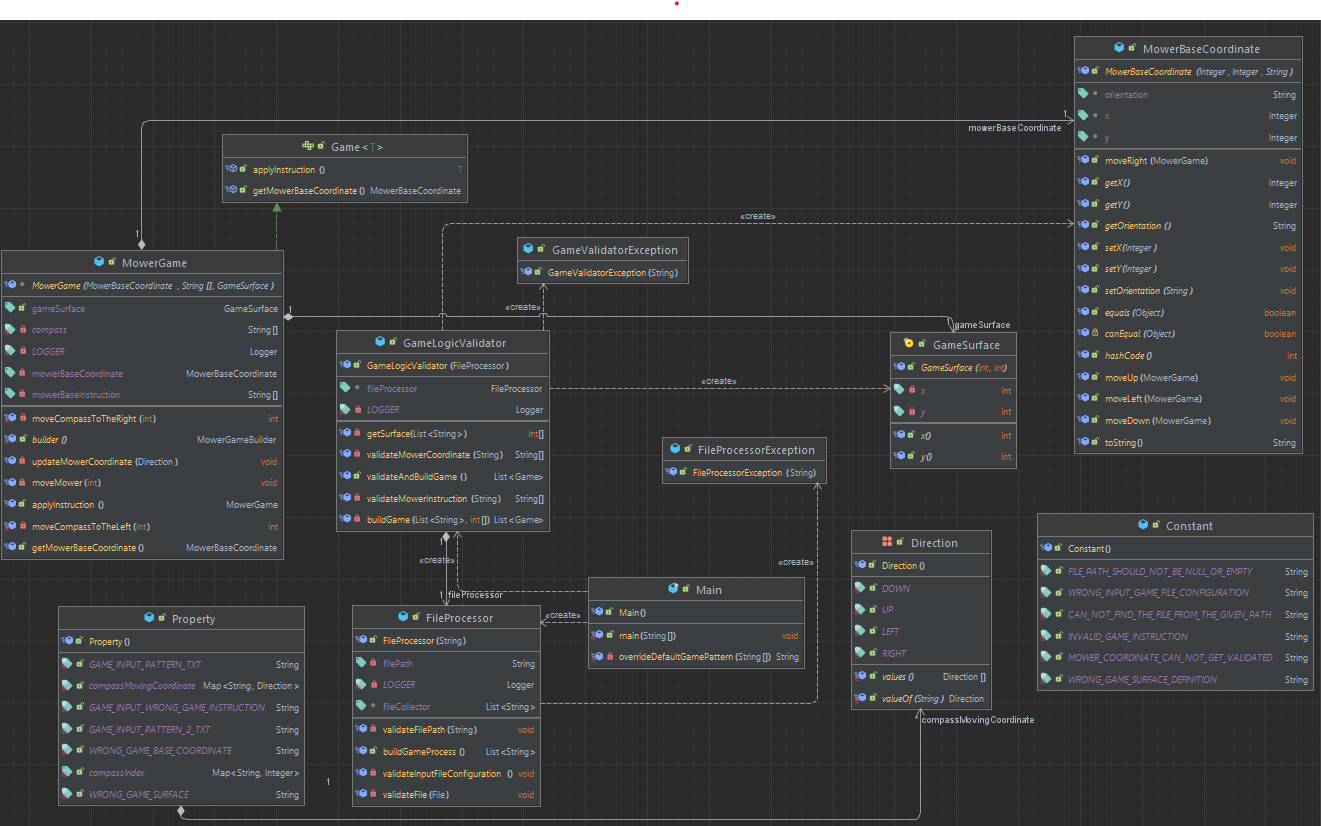 MowerBaseCoordinate
MowerBaseCoordinate (Integer , Integer , String )
orientation String
x Integer
y Integer
moveRight (MowerGame) void
getX() Integer
getY() Integer
getOrientation () String
setX(Integer ) void
setY(Integer ) void
setOrientation (String ) void
equals (Object) boolean
canEqual (Object) boolean
hashCode () int
moveUp (MowerGame) void
moveLeft (MowerGame) void
moveDown (MowerGame) void
toString() String
1
mowerBaseCoordinate
Game <T>
applyInstruction () T
getMowerBaseCoordinate () MowerBaseCoordinate
«create»
1
GameValidatorException
GameValidatorException (String)
«create»
MowerGame
MowerGame (MowerBaseCoordinate , String [], GameSurface )
gameSurface GameSurface
compass String []
LOGGER Logger
mowerBaseCoordinate MowerBaseCoordinate
mowerBaseInstruction String []
moveCompassToTheRight (int) int
builder () MowerGameBuilder
updateMowerCoordinate (Direction ) void
moveMower (int) void
applyInstruction () MowerGame
moveCompassToTheLeft (int) int
getMowerBaseCoordinate () MowerBaseCoordinate
1
1
gameSurface
GameLogicValidator
GameLogicValidator (FileProcessor )
fileProcessor FileProcessor
LOGGER Logger
getSurface(List <String> ) int[]
validateMowerCoordinate (String) String[]
validateAndBuildGame () List <Game>
validateMowerInstruction (String) String[]
buildGame (List <String>, int[]) List <Game>
«create»
GameSurface
GameSurface (int, int)
x int
y int
x() int
y() int
FileProcessorException
FileProcessorException (String)
«create»
1
«create»
1 fileProcessor
Main
Main()
main(String []) void
overrideDefaultGamePattern (String []) String
«create»
Direction
Direction ()
DOWN
UP
LEFT
RIGHT
values () Direction []
valueOf (String ) Direction
compassMovingCoordinate
Constant
Constant()
FILE_PATH_SHOULD_NOT_BE_NULL_OR_EMPTY String
WRONG_INPUT_GAME_FILE_CONFIGURATION String
CAN_NOT_FIND_THE_FILE_FROM_THE_GIVEN_PATH String
INVALID_GAME_INSTRUCTION String
MOWER_COORDINATE_CAN_NOT_GET_VALIDATED String
WRONG_GAME_SURFACE_DEFINITION String
Property
Property ()
GAME_INPUT_PATTERN_TXT String
compassMovingCoordinate Map <String, Direction >
GAME_INPUT_WRONG_GAME_INSTRUCTION String
GAME_INPUT_PATTERN_2_TXT String
WRONG_GAME_BASE_COORDINATE String
compassIndex Map<String, Integer>
WRONG_GAME_SURFACE String
1
FileProcessor
FileProcessor (String)
filePath String
LOGGER Logger
fileCollector List <String>
validateFilePath (String) void
buildGameProcess () List <String>
validateInputFileConfiguration () void
validateFile (File) void